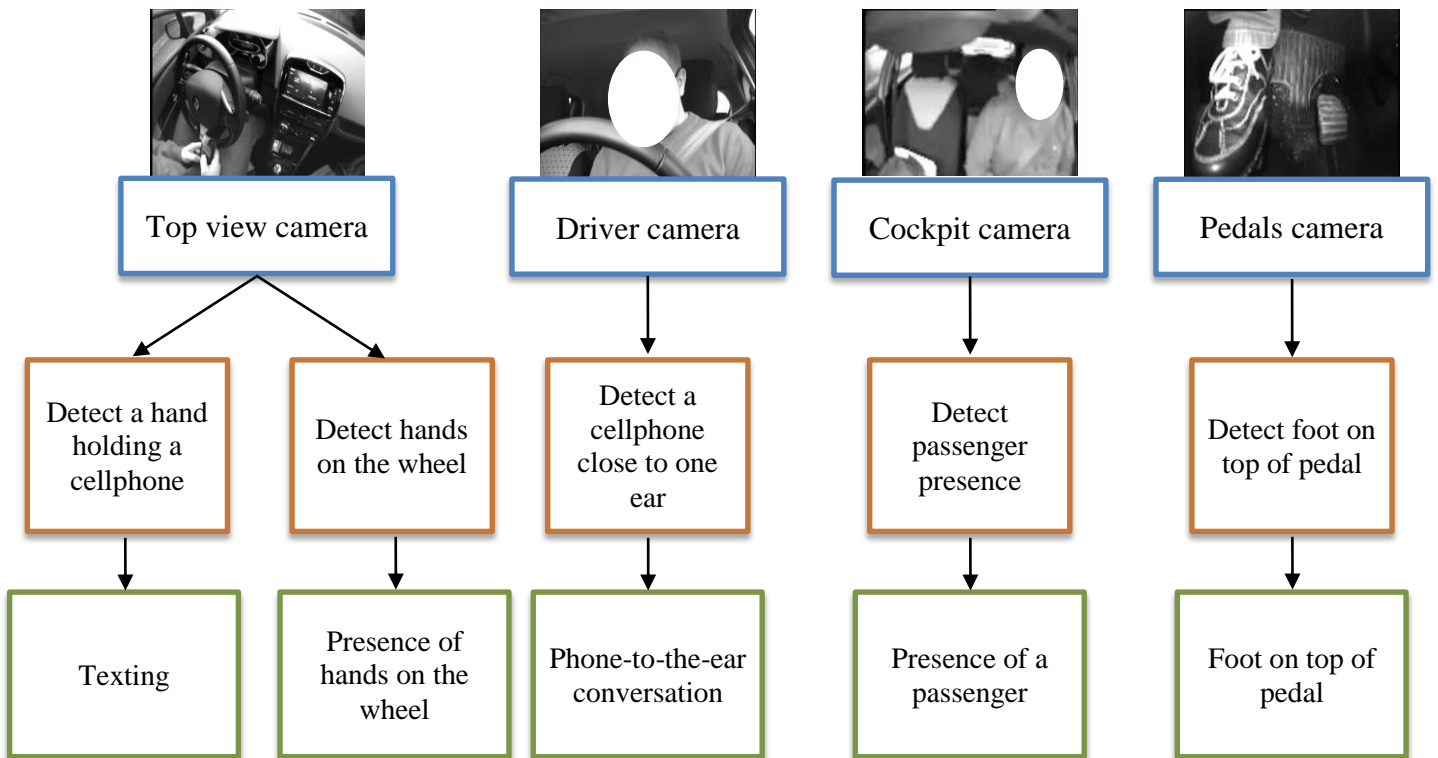 Top view camera
Driver camera
Cockpit camera
Pedals camera
Detect a hand
holding a
cellphone
Detect hands
on the wheel
Detect a
cellphone
close to one
ear
Detect
passenger
presence
Detect foot on
top of pedal
Texting
Presence of
hands on the
wheel
Phone-to-the-ear
conversation
Presence of a
passenger
Foot on top of
pedal